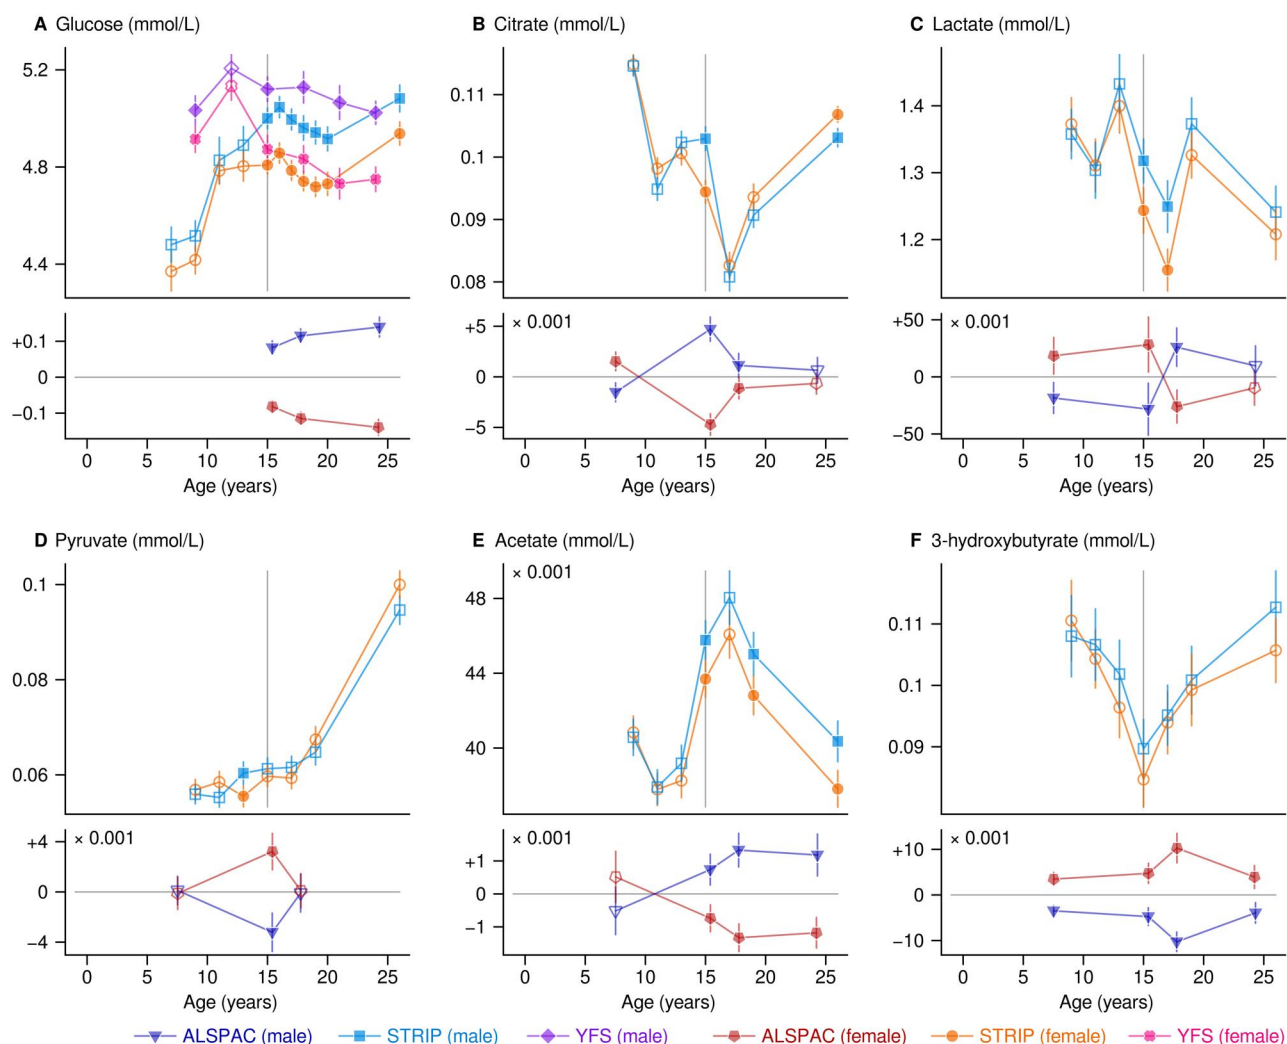 A Glucose (mmol/L)
5.2
4.8
4.4
+0.1
0
−0.1
0 5 10 15 20 25
Age (years)
B Citrate (mmol/L)
0.11
0.1
0.09
0.08
+5
× 0.001
0
−5
0 5 10 15 20 25
Age (years)
C Lactate (mmol/L)
1.4
1.3
1.2
+50
× 0.001
0
−50
0 5 10 15 20 25
Age (years)
D Pyruvate (mmol/L)
0.1
0.08
0.06
+4
× 0.001
0
−4
0 5 10 15 20 25
Age (years)
E Acetate (mmol/L)
× 0.001
48
44
40
× 0.001
+1
0
−1
0 5 10 15 20 25
Age (years)
F 3-hydroxybutyrate (mmol/L)
0.11
0.1
0.09
× 0.001
+10
0
−10
0 5 10 15 20 25
Age (years)
ALSPAC (male) STRIP (male) YFS (male) ALSPAC (female) STRIP (female) YFS (female)